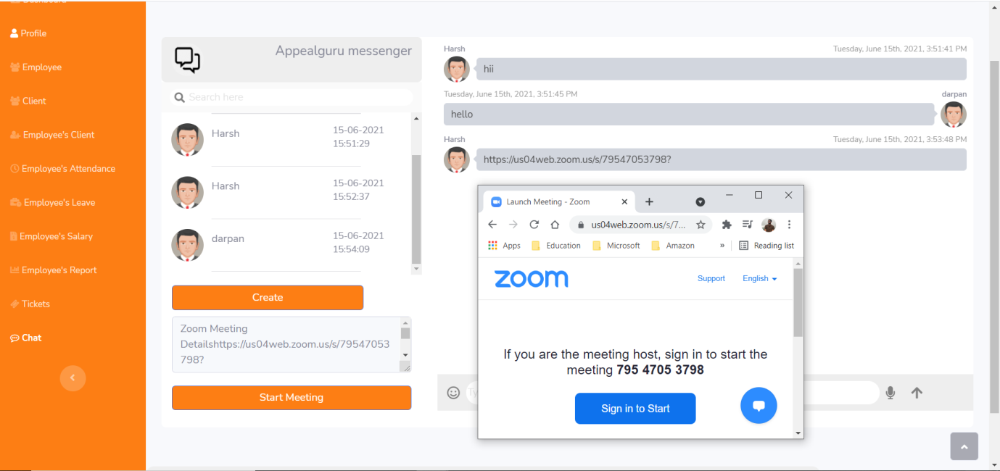 Dashboard
Profile
Employee
Client
Employee's Client
Employee's Attendance
Employee's Leave
Employee's Salary
Employee's Report
Tickets
Chat
Appealguru messenger
Search here
Harsh 15-06-2021
15:51:29
Harsh 15-06-2021
15:52:37
darpan 15-06-2021
15:54:09
Create
Zoom Meeting
Detailshttps://us04web.zoom.us/s/79547053
798?
Start Meeting
Harsh Tuesday, June 15th, 2021, 3:51:41 PM
hii
Tuesday, June 15th, 2021, 3:51:45 PM darpan
hello
Harsh Tuesday, June 15th, 2021, 3:53:48 PM
https://us04web.zoom.us/s/79547053798?
Launch Meeting - Zoom
us04web.zoom.us/s/7...
Apps Education Microsoft Amazon » Reading list
zoom Support English
If you are the meeting host, sign in to start the
meeting 795 4705 3798
Sign in to Start